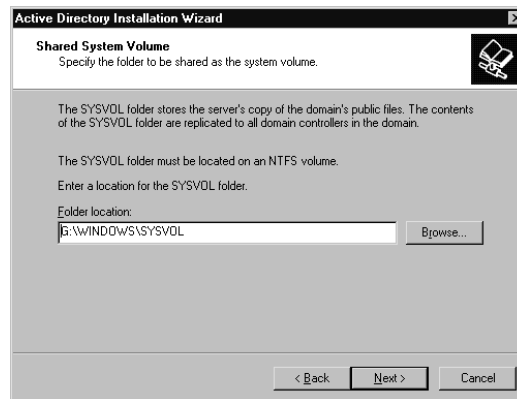 Active Directory Installation Wizard
Shared System Volume
Specify the folder to be shared as the system volume.
The SYSVOL folder stores the server's copy of the domain's public files. The contents
of the SYSVOL folder are replicated to all domain controllers in the domain.
The SYSVOL folder must be located on an NTFS volume.
Enter a location for the SYSVOL folder.
Folder location:
G:\WINDOWS\SYSVOL
Browse...
< Back
Next >
Cancel